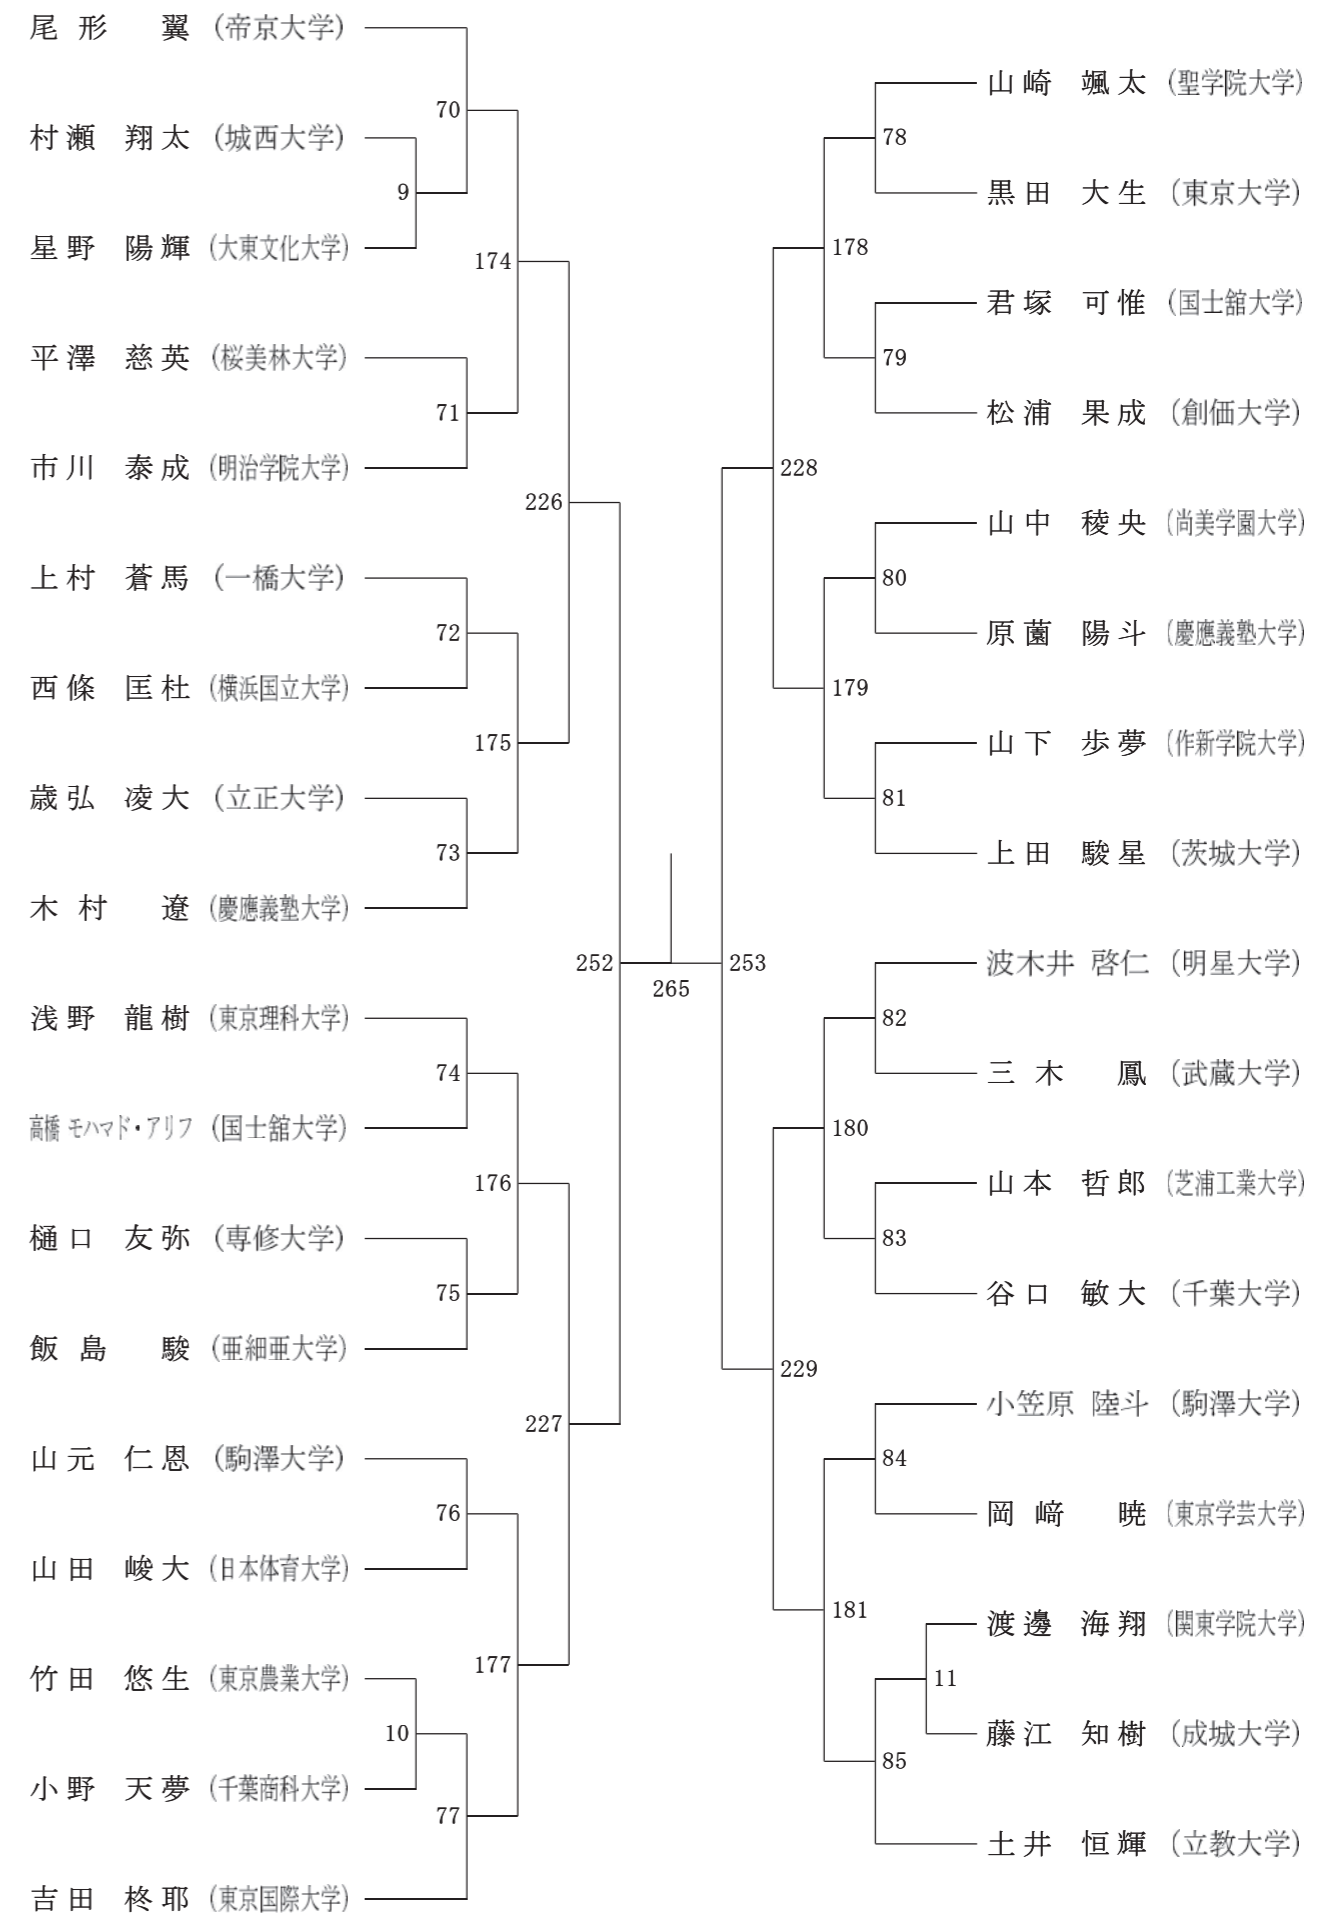 尾形 翼 (帝京大学)
村瀬 翔太 (城西大学)
星野 陽輝 (大東文化大学)
平澤 慈英 (桜美林大学)
市川 泰成 (明治学院大学)
上村 蒼馬 (一橋大学)
西條 匡杜 (横浜国立大学)
歳弘 凌大 (立正大学)
木村 遼 (慶應義塾大学)
浅野 龍樹 (東京理科大学)
高橋 モハマド・アリフ (国士舘大学)
樋口 友弥 (専修大学)
飯島 駿 (亜細亜大学)
山元 仁恩 (駒澤大学)
山田 峻大 (日本体育大学)
竹田 悠生 (東京農業大学)
小野 天夢 (千葉商科大学)
吉田 柊耶 (東京国際大学)
9
10
70
71
72
73
74
75
76
77
174
175
176
177
226
227
252
265
253
228
229
178
179
180
181
78
79
80
81
82
83
84
85
11
山崎 颯太 (聖学院大学)
黒田 大生 (東京大学)
君塚 可惟 (国士舘大学)
松浦 果成 (創価大学)
山中 稜央 (尚美学園大学)
原薗 陽斗 (慶應義塾大学)
山下 歩夢 (作新学院大学)
上田 駿星 (茨城大学)
波木井 啓仁 (明星大学)
三木 鳳 (武蔵大学)
山本 哲郎 (芝浦工業大学)
谷口 敏大 (千葉大学)
小笠原 陸斗 (駒澤大学)
岡﨑 暁 (東京学芸大学)
渡邊 海翔 (関東学院大学)
藤江 知樹 (成城大学)
土井 恒輝 (立教大学)